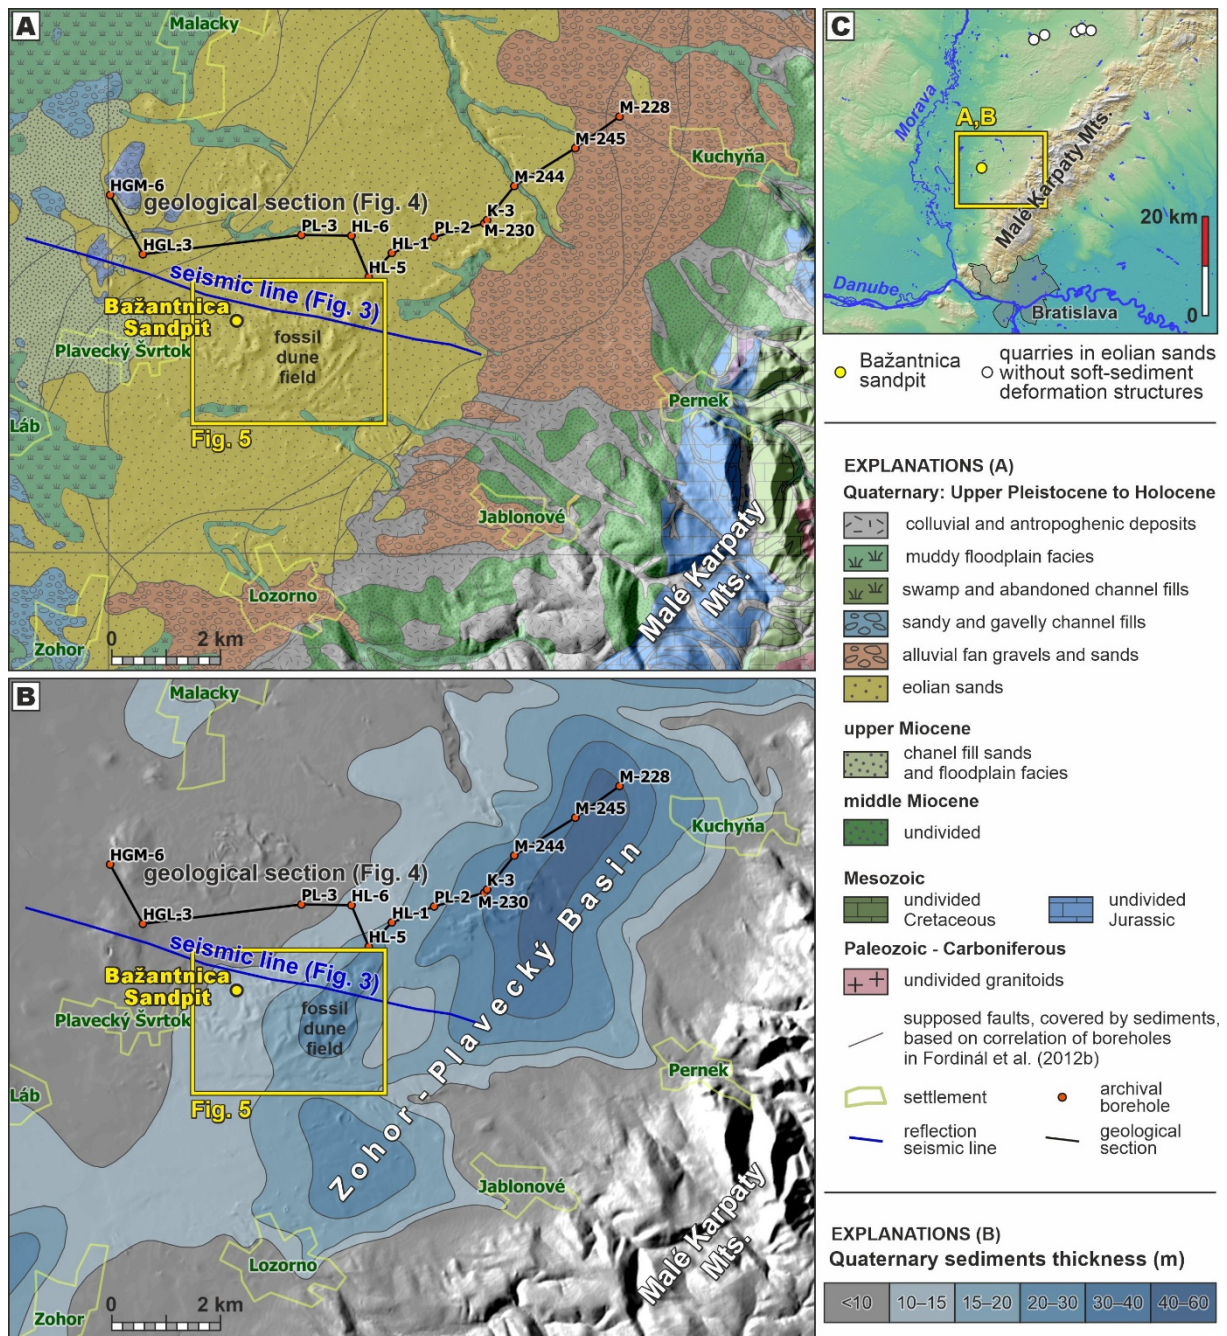 A
Malacky
M-228
M-245
Kuchyňa
M-244
HGM-6
geological section (Fig. 4)
K-3
PL-3
HL-6
PL-2
M-230
HL-1
HGL-3
HL-5
seismic line (Fig. 3)
Bažantnica
Sandpit
fossil
dune
field
Plavecký Švrtok
Pernek
Láb
Fig. 5
Jablonové
Malé Karpaty
Mts.
Lozorno
0
2 km
Zohor
B
Malacky
M-228
M-245
Kuchyňa
M-244
HGM-6
geological section (Fig. 4)
K-3
PL-3
HL-6
PL-2
M-230
HL-1
HGL-3
HL-5
seismic line (Fig. 3)
Bažantnica
Sandpit
fossil
dune
field
Plavecký Švrtok
Zohor - Plavecký Basin
Pernek
Láb
Fig. 5
Jablonové
Malé Karpaty
Mts.
Lozorno
0
2 km
Zohor
C
Morava
A,B
Malé Karpaty Mts.
20 km
0
Danube
Bratislava
Bažantnica
sandpit
quarries in eolian sands
without soft-sediment
deformation structures
EXPLANATIONS (A)
Quaternary: Upper Pleistocene to Holocene
colluvial and antropoghenic deposits
muddy floodplain facies
swamp and abandoned channel fills
sandy and gavelly channel fills
alluvial fan gravels and sands
eolian sands
upper Miocene
chanel fill sands
and floodplain facies
middle Miocene
undivided
Mesozoic
undivided
Cretaceous
undivided
Jurassic
Paleozoic - Carboniferous
undivided granitoids
supposed faults, covered by sediments,
based on correlation of boreholes
in Fordinál et al. (2012b)
settlement
archival
borehole
reflection
seismic line
geological
section
EXPLANATIONS (B)
Quaternary sediments thickness (m)
<10 10–15 15–20 20–30 30–40 40–60